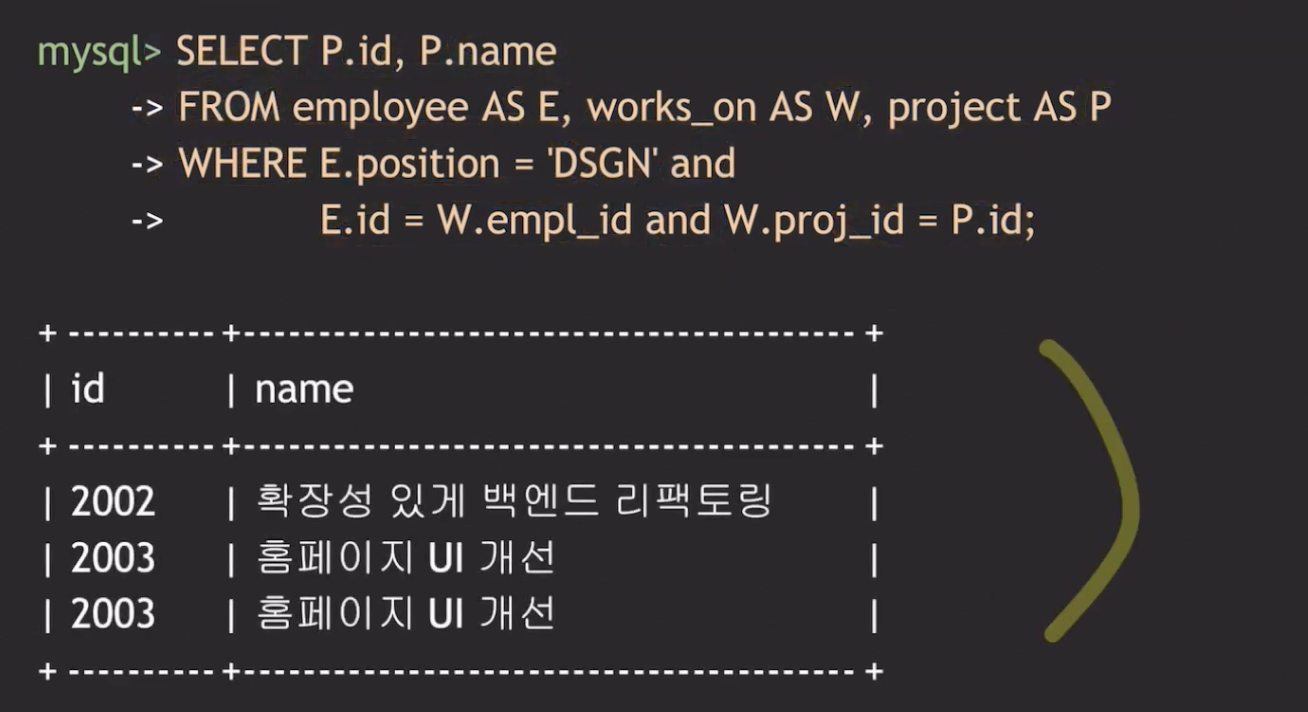 mysql> SELECT P.id, P.name
-> FROM employee AS E, works_on AS W, project AS P
-> WHERE E.position = 'DSGN' and
-> E.id = W.empl_id and W.proj_id = P.id;
+ ---------- +----------------------------------------- +
| id | name |
+ ---------- +----------------------------------------- +
| 2002 | 확장성 있게 백엔드 리팩토링 |
| 2003 | 홈페이지 UI 개선 |
| 2003 | 홈페이지 UI 개선 |
+ ---------- +----------------------------------------- +